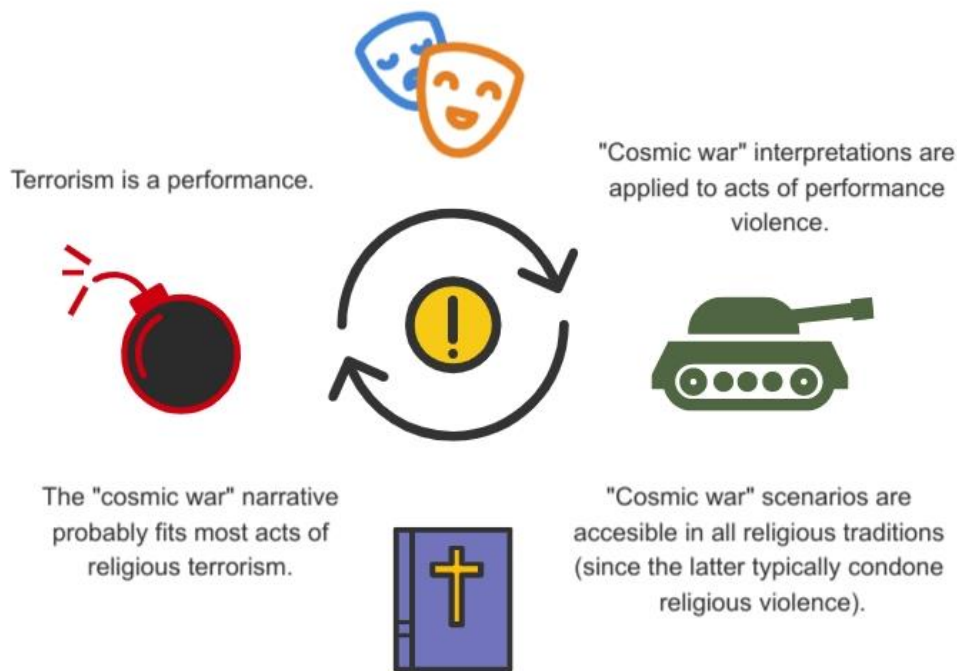 Terrorism is a performance.
"Cosmic war" interpretations are
applied to acts of performance
violence.
The "cosmic war" narrative
probably fits most acts of
religious terrorism.
"Cosmic war" scenarios are
accesible in all religious traditions
(since the latter typically condone
religious violence).